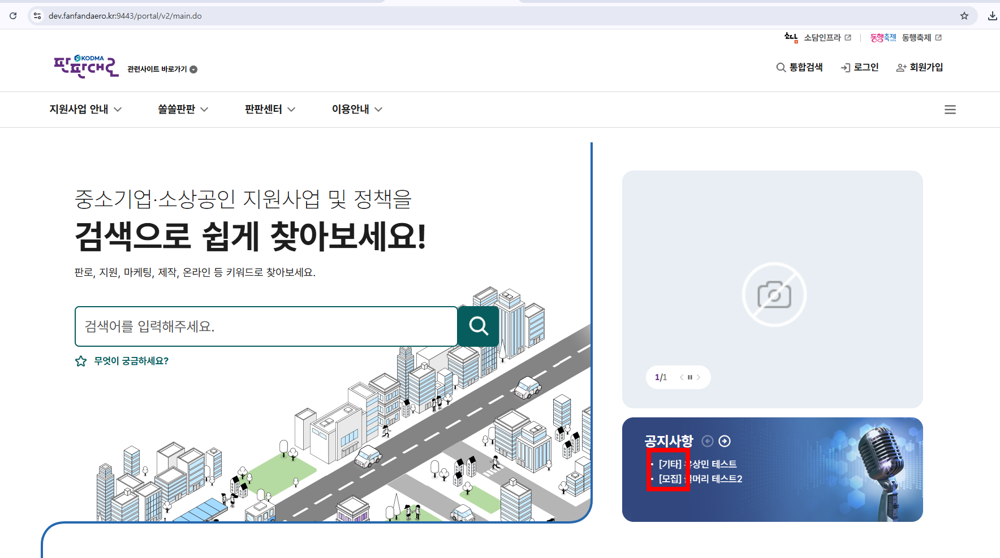 dev.fanfandaero.kr:9443/portal/v2/main.do
소담 소담인프라 동행축제 동행축제
KODMA
판판대로 관련사이트 바로가기
통합검색 로그인 회원가입
지원사업 안내 쏠쏠판판 판판센터 이용안내
중소기업·소상공인 지원사업 및 정책을
검색으로 쉽게 찾아보세요!
판로, 지원, 마케팅, 제작, 온라인 등 키워드로 찾아보세요.
검색어를 입력해주세요.
무엇이 궁금하세요?
1/1
공지사항
• [기타] 유상민 테스트
• [모집] 글머리 테스트2